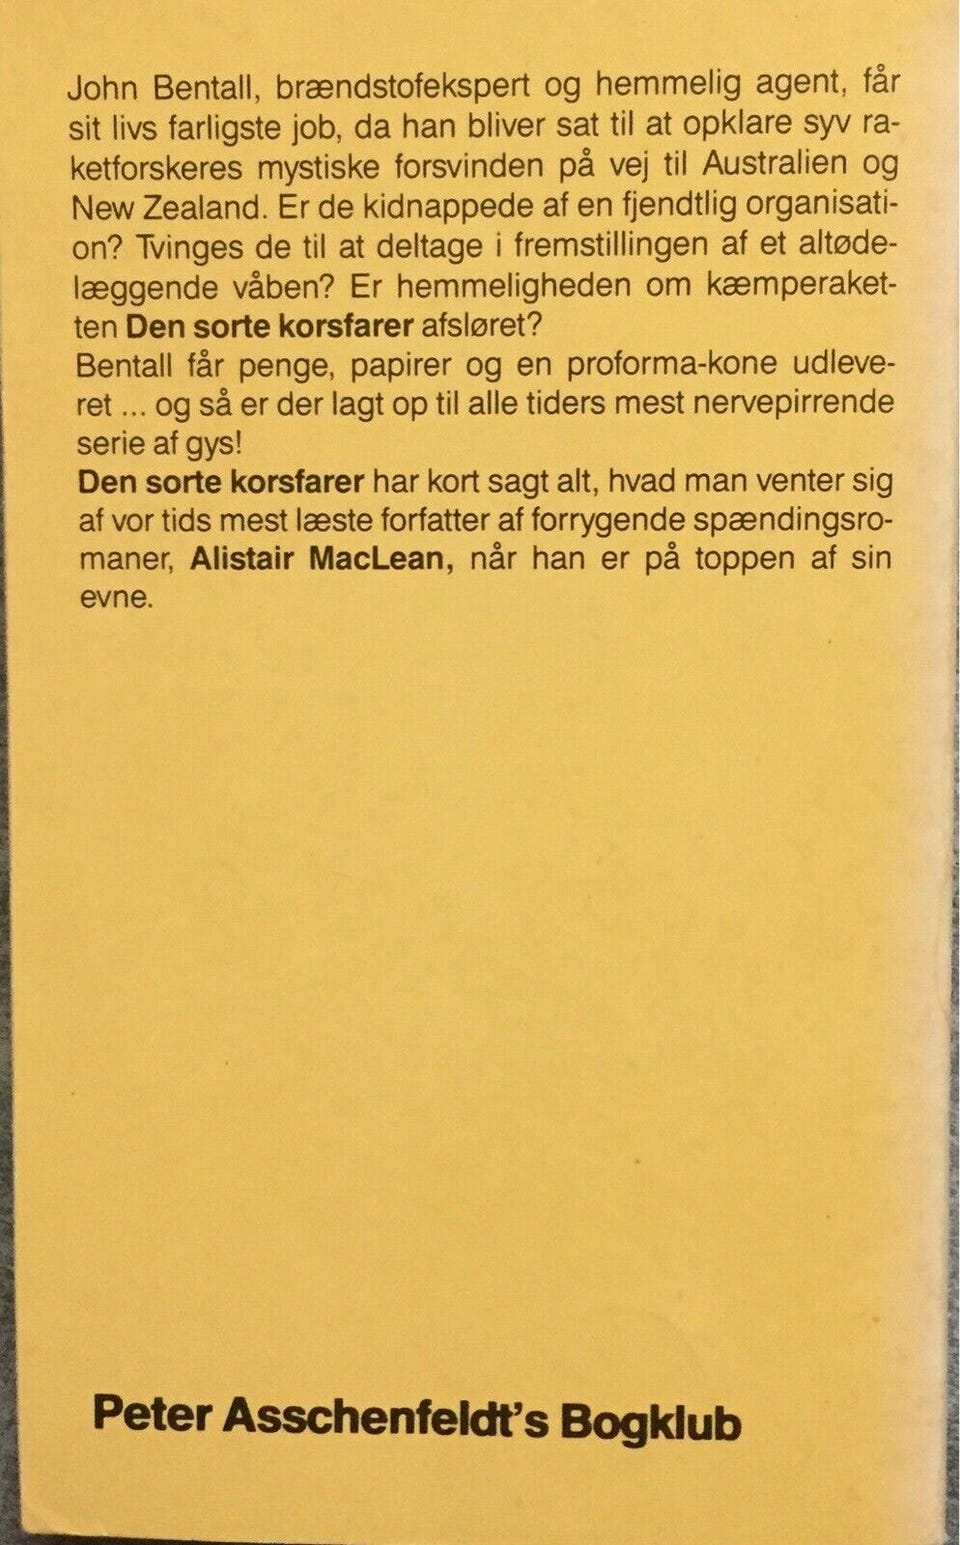 John Bentall, brændstofekspert og hemmelig agent, får
sit livs farligste job, da han bliver sat til at opklare syv ra-
ketforskeres mystiske forsvinden på vej til Australien og
New Zealand. Er de kidnappede af en fjendtlig organisati-
on? Tvinges de til at deltage i fremstillingen af et altøde-
læggende våben? Er hemmeligheden om kæmperaket-
ten Den sorte korsfarer afsløret?
Bentall får penge, papirer og en proforma-kone udleve-
ret ... og så er der lagt op til alle tiders mest nervepirrende
serie af gys!
Den sorte korsfarer har kort sagt alt, hvad man venter sig
af vor tids mest læste forfatter af forrygende spændingsro-
maner, Alistair MacLean, når han er på toppen af sin
evne.
Peter Asschenfeldt's Bogklub